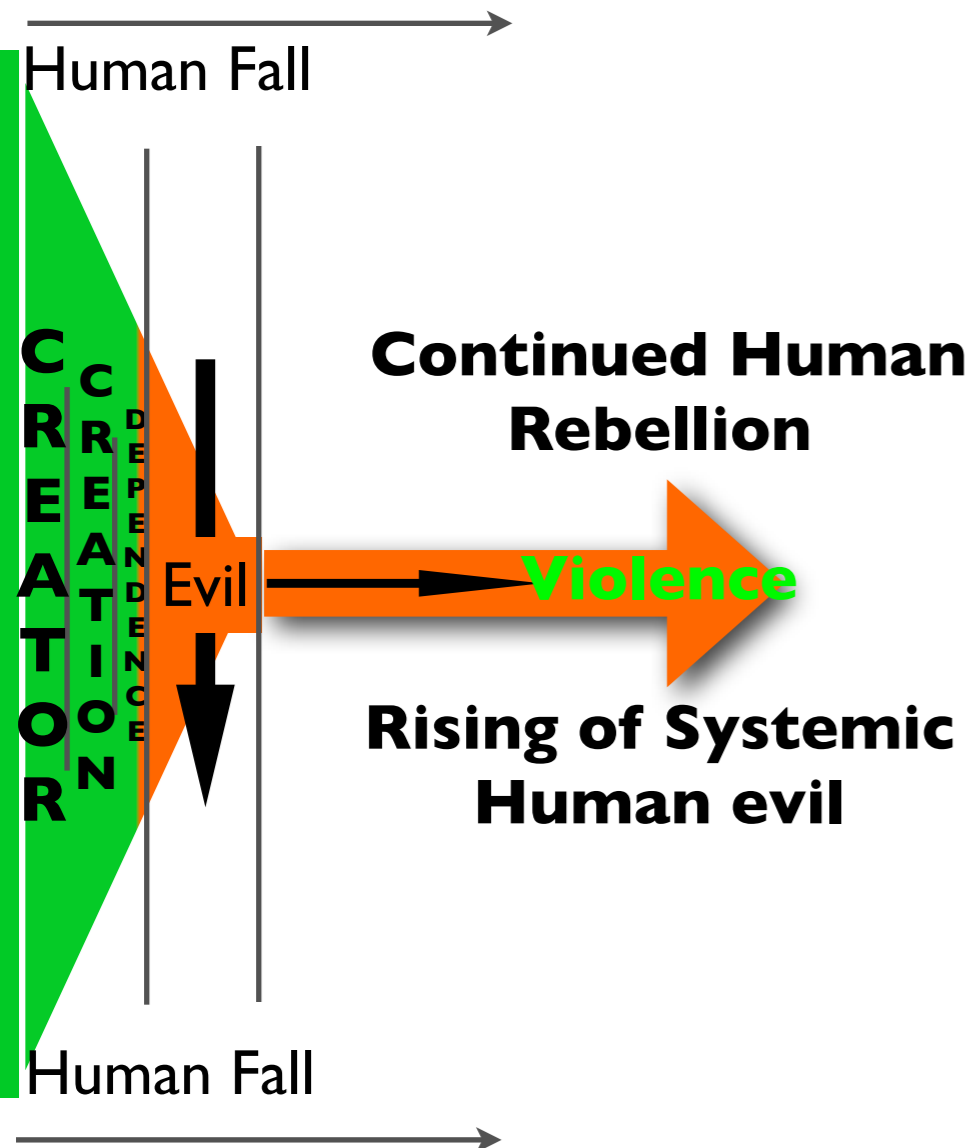 Human Fall
CREATOR
CREATION
DEPENDENCE
Evil
Continued Human
Rebellion
Violence
Rising of Systemic
Human evil
Human Fall